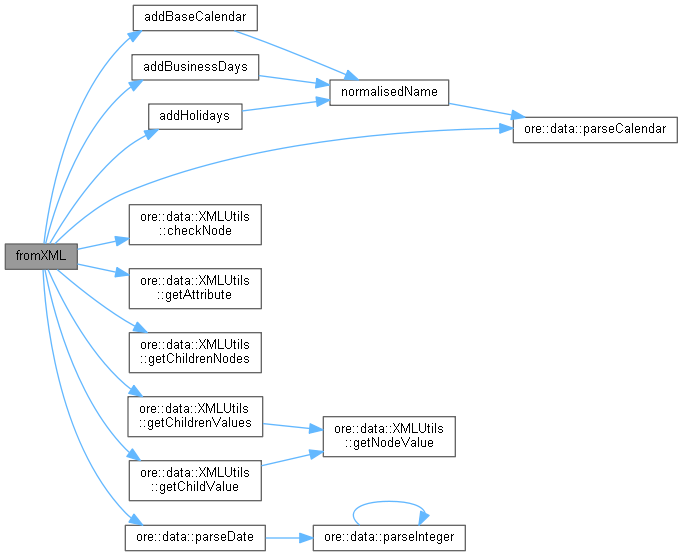 addBaseCalendar
addBusinessDays
normalisedName
addHolidays
ore::data::parseCalendar
ore::data::XMLUtils
::checkNode
fromXML
ore::data::XMLUtils
::getAttribute
ore::data::XMLUtils
::getChildrenNodes
ore::data::XMLUtils
::getChildrenValues
ore::data::XMLUtils
::getNodeValue
ore::data::XMLUtils
::getChildValue
ore::data::parseDate
ore::data::parseInteger